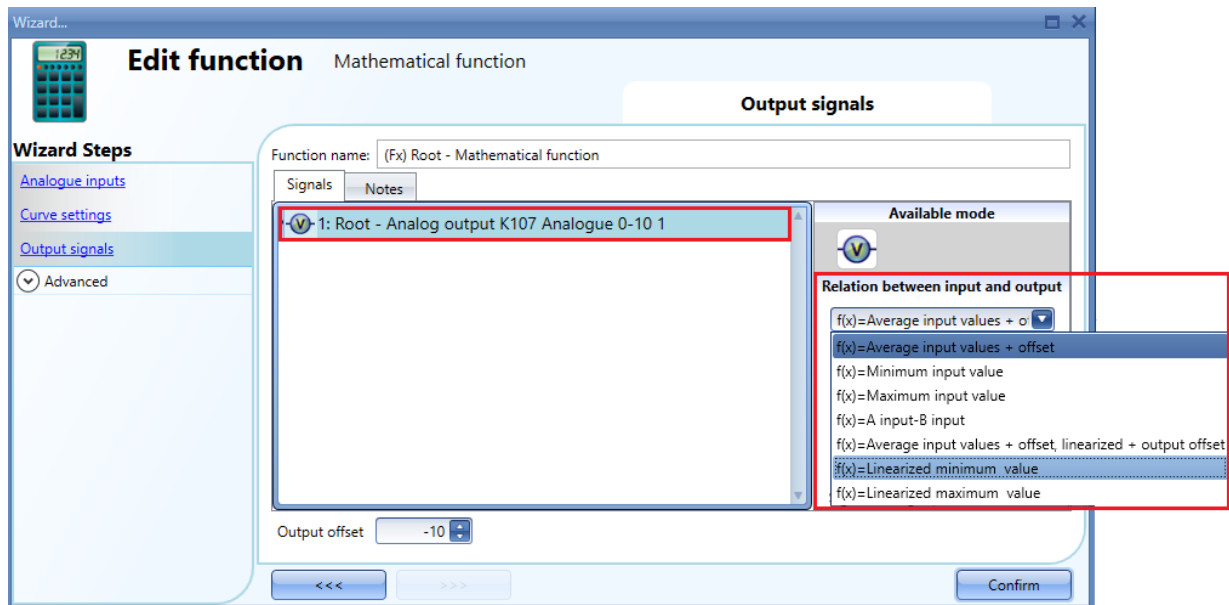 Wizard...
1234
Edit function Mathematical function
Output signals
Wizard Steps
Analogue inputs
Curve settings
Output signals
Advanced
Function name: (Fx) Root - Mathematical function
Signals Notes
V 1: Root - Analog output K107 Analogue 0-10 1
Available mode
V
Relation between input and output
f(x)=Average input values + o
f(x)=Average input values + offset
f(x)=Minimum input value
f(x)=Maximum input value
f(x)=A input-B input
f(x)=Average input values + offset, linearized + output offset
f(x)=Linearized minimum value
f(x)=Linearized maximum value
Output offset -10
<<< >>> Confirm